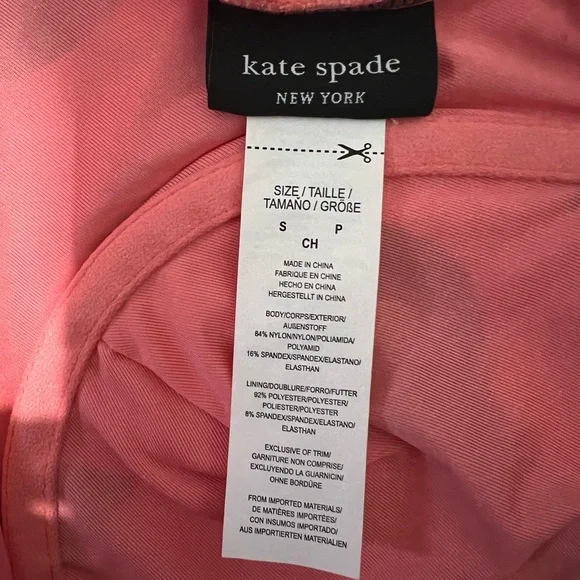 kate spade
NEW YORK
SIZE / TAILLE /
TAMAÑO / GRÖßE
S P
CH
MADE IN CHINA
FABRIQUE EN CHINE
HECHO EN CHINA
HERGESTELLT IN CHINA
BODY/CORPS/EXTERIOR/
AUßENSTOFF
84% NYLON/NYLON/POLIAMIDA/
POLYAMID
16% SPANDEX/SPANDEX/ELASTANO/
ELASTHAN
LINING/DOUBLURE/FORRO/FUTTER
92% POLYESTER/POLYESTER/
POLIESTER/POLYESTER
8% SPANDEX/SPANDEX/ELASTANO/
ELASTHAN
EXCLUSIVE OF TRIM/
GARNITURE NON COMPRISE/
EXCLUYENDO LA GUARNICIN/
OHNE BORDÜRE
FROM IMPORTED MATERIALS/
DE MATIÈRES IMPORTÉES/
CON INSUMOS IMPORTADO/
AUS IMPORTIERTEN MATERIALIEN